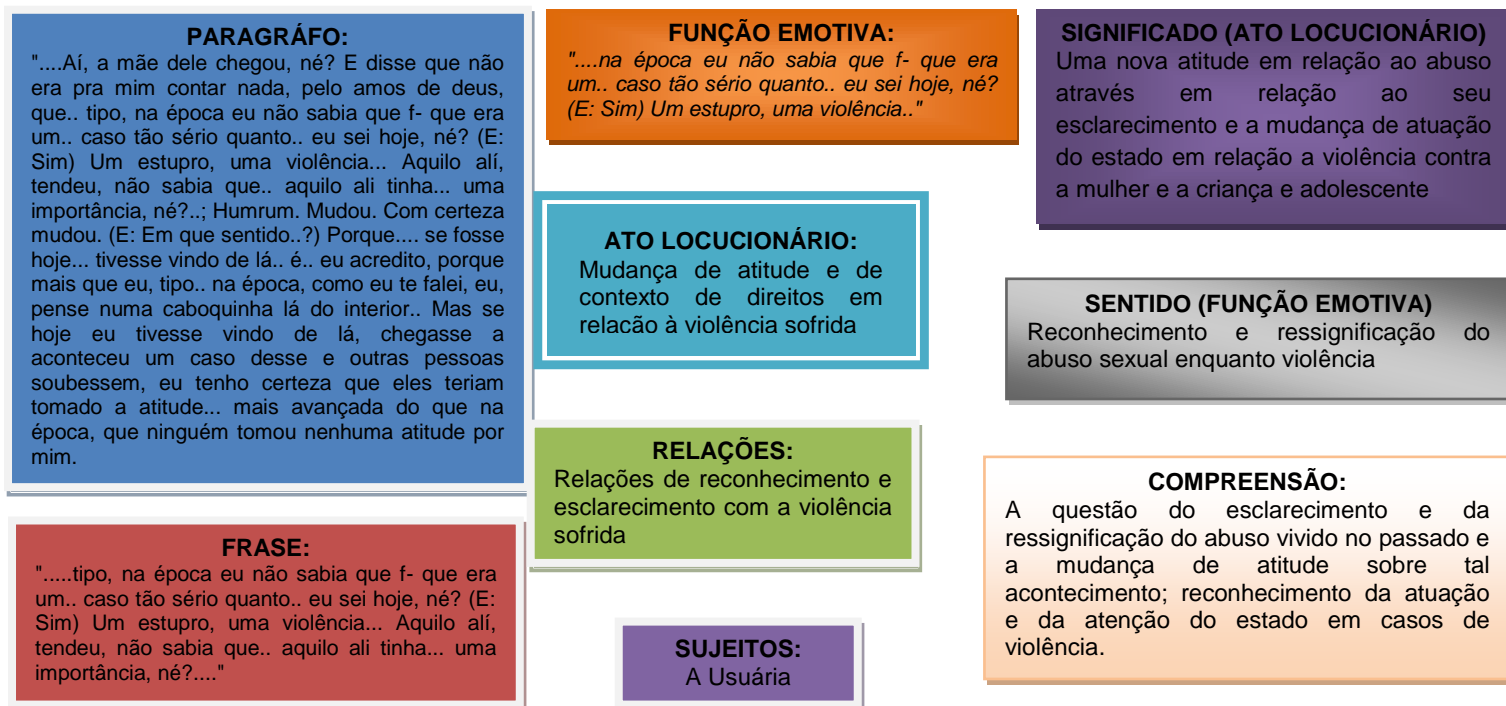 PARAGRÁFO:
"....Aí, a mãe dele chegou, né? E disse que não
era pra mim contar nada, pelo amos de deus,
que.. tipo, na época eu não sabia que f- que era
um.. caso tão sério quanto.. eu sei hoje, né? (E:
Sim) Um estupro, uma violência... Aquilo alí,
tendeu, não sabia que.. aquilo ali tinha... uma
importância, né?..; Humrum. Mudou. Com certeza
mudou. (E: Em que sentido..?) Porque.... se fosse
hoje... tivesse vindo de lá.. é.. eu acredito, porque
mais que eu, tipo.. na época, como eu te falei, eu,
pense numa caboquinha lá do interior.. Mas se
hoje eu tivesse vindo de lá, chegasse a
aconteceu um caso desse e outras pessoas
soubessem, eu tenho certeza que eles teriam
tomado a atitude... mais avançada do que na
época, que ninguém tomou nenhuma atitude por
mim.
FRASE:
".....tipo, na época eu não sabia que f- que era
um.. caso tão sério quanto.. eu sei hoje, né? (E:
Sim) Um estupro, uma violência... Aquilo alí,
tendeu, não sabia que.. aquilo ali tinha... uma
importância, né?...."
FUNÇÃO EMOTIVA:
"....na época eu não sabia que f- que era
um.. caso tão sério quanto.. eu sei hoje, né?
(E: Sim) Um estupro, uma violência.."
ATO LOCUCIONÁRIO:
Mudança de atitude e de
contexto de direitos em
relacão à violência sofrida
RELAÇÕES:
Relações de reconhecimento e
esclarecimento com a violência
sofrida
SUJEITOS:
A Usuária
SIGNIFICADO (ATO LOCUCIONÁRIO)
Uma nova atitude em relação ao abuso
através em relação ao seu
esclarecimento e a mudança de atuação
do estado em relação a violência contra
a mulher e a criança e adolescente
SENTIDO (FUNÇÃO EMOTIVA)
Reconhecimento e ressignificação do
abuso sexual enquanto violência
COMPREENSÃO:
A questão do esclarecimento e da
ressignificação do abuso vivido no passado e
a mudança de atitude sobre tal
acontecimento; reconhecimento da atuação
e da atenção do estado em casos de
violência.